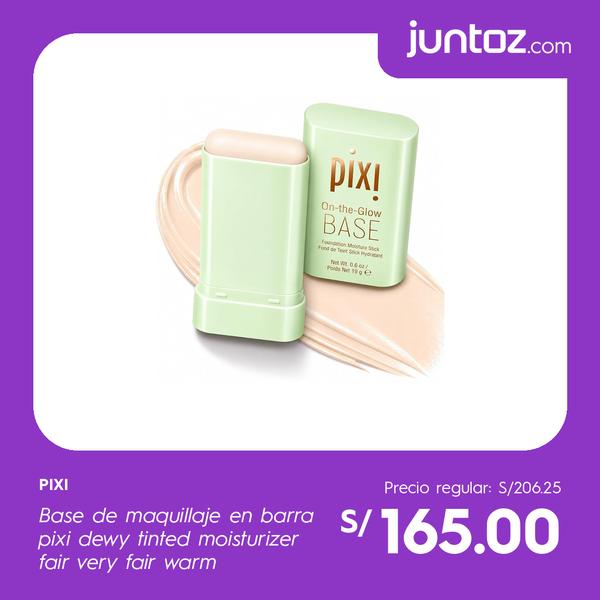 juntoz.com
pixi
On-the-Glow
BASE
Foundation Moisture Stick
Fond de Teint Stick Hydratant
Net Wt. 0.6 oz /
Poids Net 19 g ℮
PIXI
Precio regular: S/206.25
Base de maquillaje en barra
pixi dewy tinted moisturizer
fair very fair warm
S/ 165.00